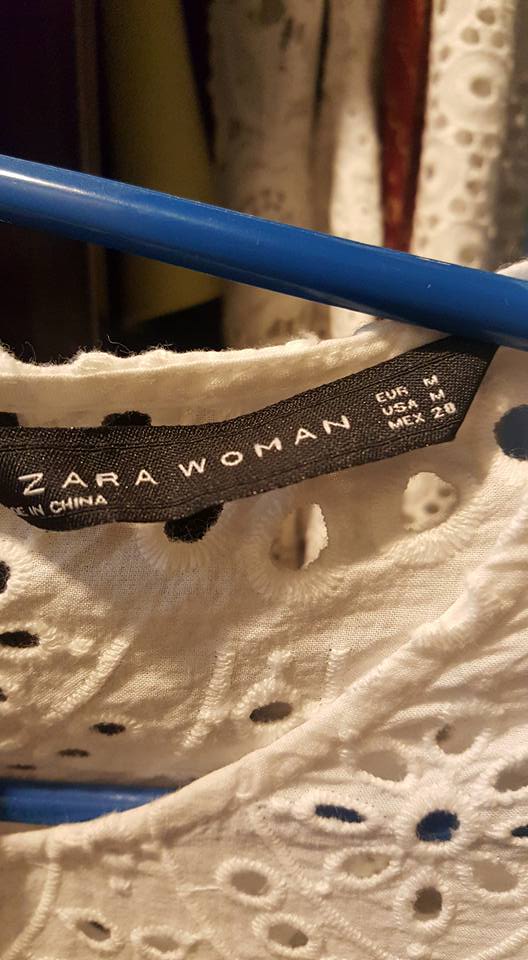 ZARA WOMAN
IN CHINA
EUR M
USA M
MEX 28